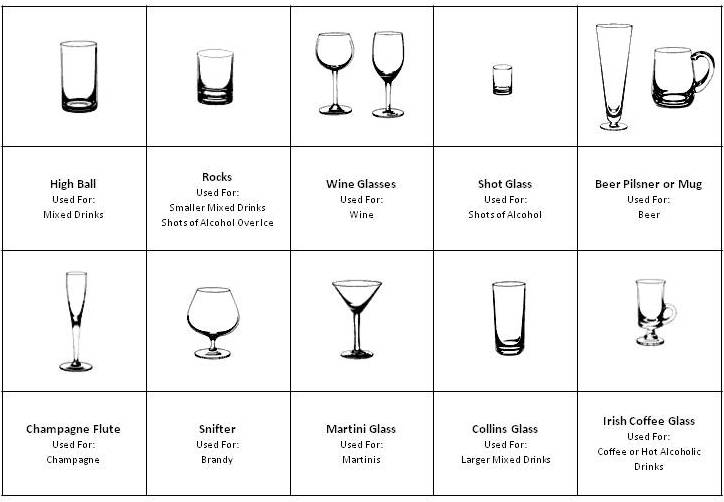 High Ball
Used For:
Mixed Drinks
Rocks
Used For:
Smaller Mixed Drinks
Shots of Alcohol Over Ice
Wine Glasses
Used For:
Wine
Shot Glass
Used For:
Shots of Alcohol
Beer Pilsner or Mug
Used For:
Beer
Champagne Flute
Used For:
Champagne
Snifter
Used For:
Brandy
Martini Glass
Used For:
Martinis
Collins Glass
Used For:
Larger Mixed Drinks
Irish Coffee Glass
Used For:
Coffee or Hot Alcoholic
Drinks